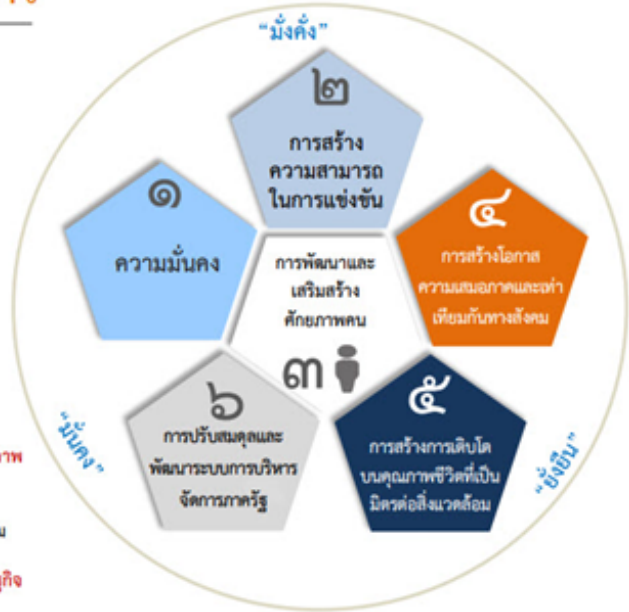 “มั่งคั่ง”
๒
การสร้าง
ความสามารถ
ในการแข่งขัน
๑
ความมั่นคง
๔
การสร้างโอกาส
ความเสมอภาคและเท่า
เทียมกันทางสังคม
การพัฒนาและ
เสริมสร้าง
ศักยภาพคน
๓
๖
การปรับสมดุลและ
พัฒนาระบบการบริหาร
จัดการภาครัฐ
๕
การสร้างการเติบโต
บนคุณภาพชีวิตที่เป็น
มิตรต่อสิ่งแวดล้อม
“มั่นคง”
“ยั่งยืน”